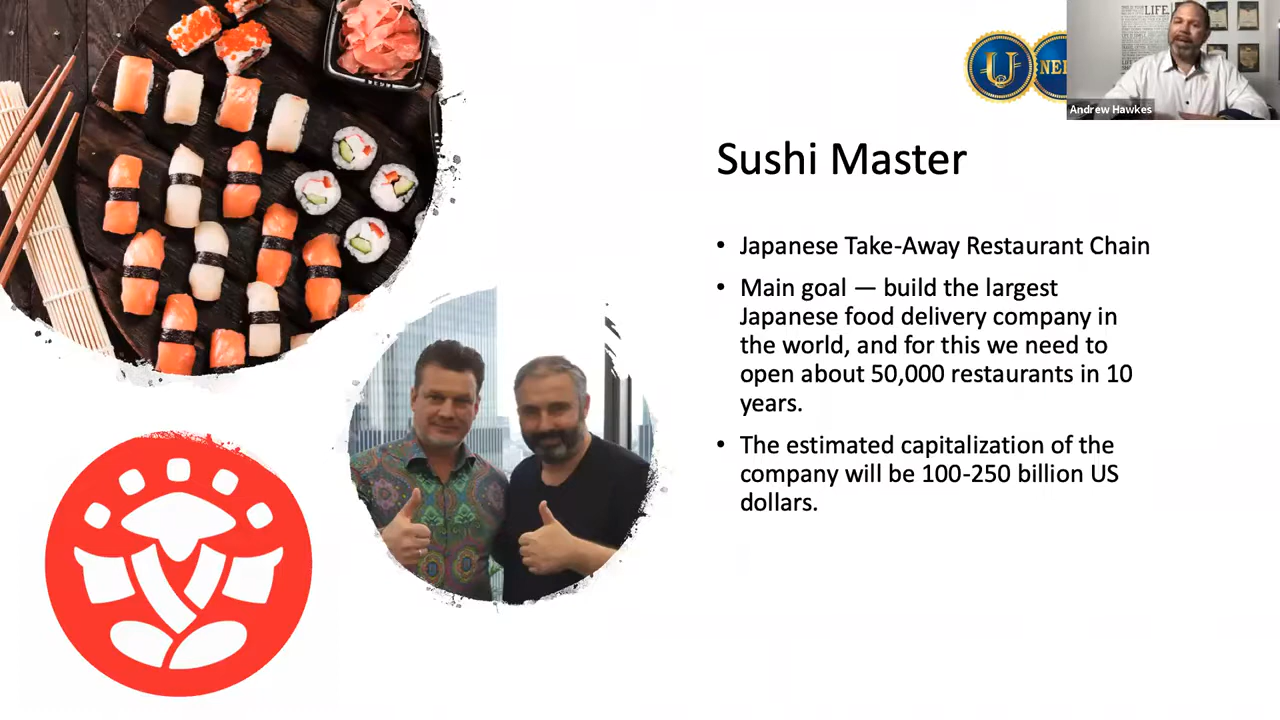 LIFE
U
NE
Andrew Hawkes
Sushi Master
• Japanese Take-Away Restaurant Chain
• Main goal — build the largest
Japanese food delivery company in
the world, and for this we need to
open about 50,000 restaurants in 10
years.
• The estimated capitalization of the
company will be 100-250 billion US
dollars.